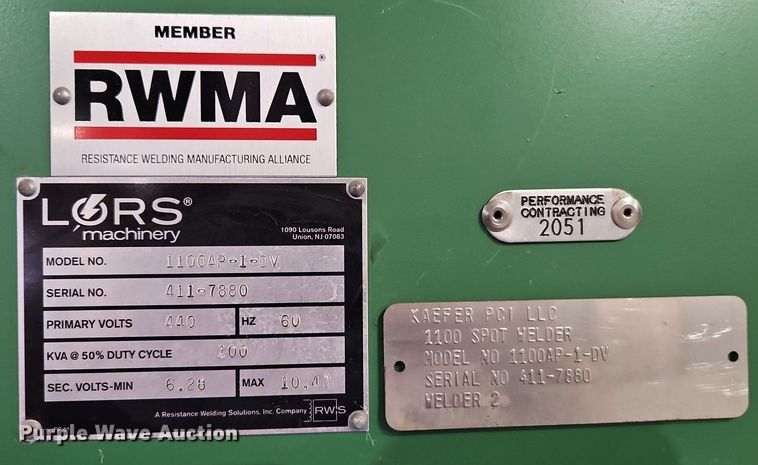 MEMBER
RWMA®
RESISTANCE WELDING MANUFACTURING ALLIANCE
LORS®
machinery
1090 Lousons Road
Union, NJ 07083
MODEL NO. 1100AP-1-DV
SERIAL NO. 411-7880
PRIMARY VOLTS 440 HZ 60
KVA @ 50% DUTY CYCLE 100
SEC. VOLTS-MIN 6.28 MAX 10.47
A Resistance Welding Solutions, Inc. Company RWS
PERFORMANCE
CONTRACTING
2051
KAEFER PCI LLC
1100 SPOT WELDER
MODEL NO 1100AP-1-DV
SERIAL NO 411-7880
WELDER 2
Purple Wave Auction